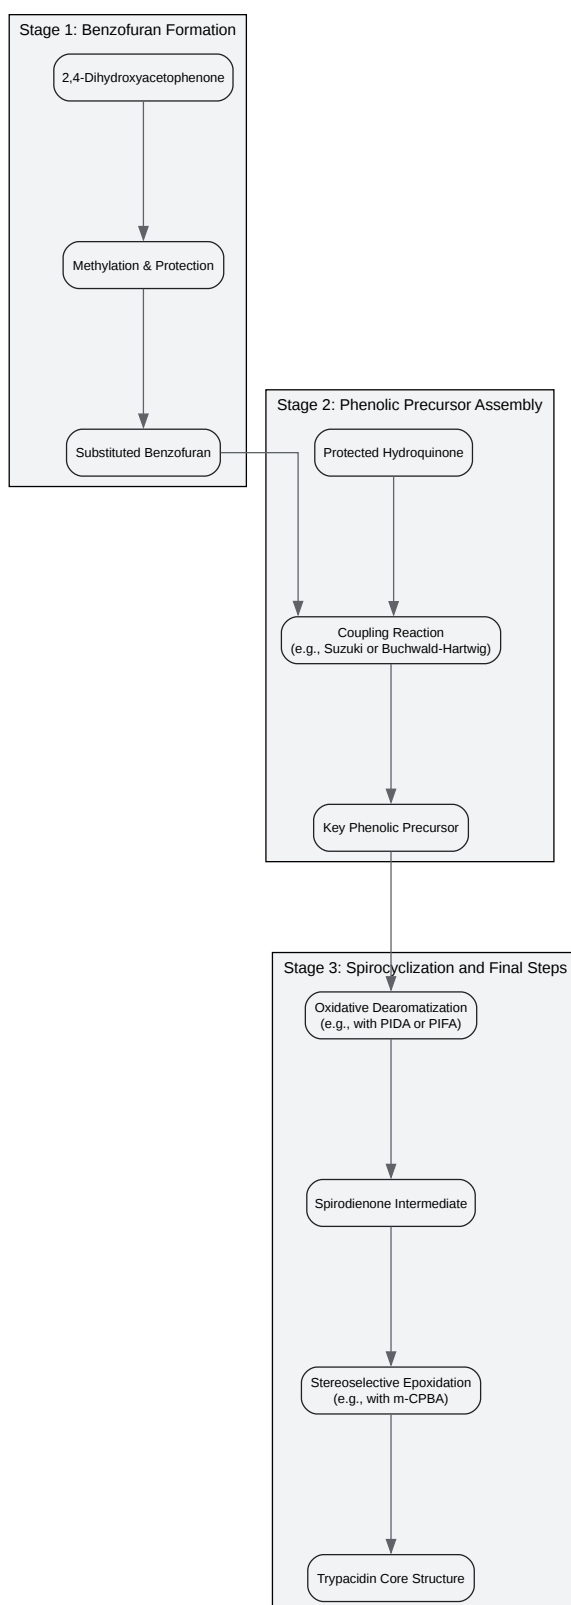 Stage 1: Benzofuran Formation
2,4-Dihydroxyacetophenone
Methylation & Protection
Substituted Benzofuran
Stage 2: Phenolic Precursor Assembly
Protected Hydroquinone
Coupling Reaction
(e.g., Suzuki or Buchwald-Hartwig)
Key Phenolic Precursor
Stage 3: Spirocyclization and Final Steps
Oxidative Dearomatization
(e.g., with PIDA or PIFA)
Spirodienone Intermediate
Stereoselective Epoxidation
(e.g., with m-CPBA)
Trypacidin Core Structure